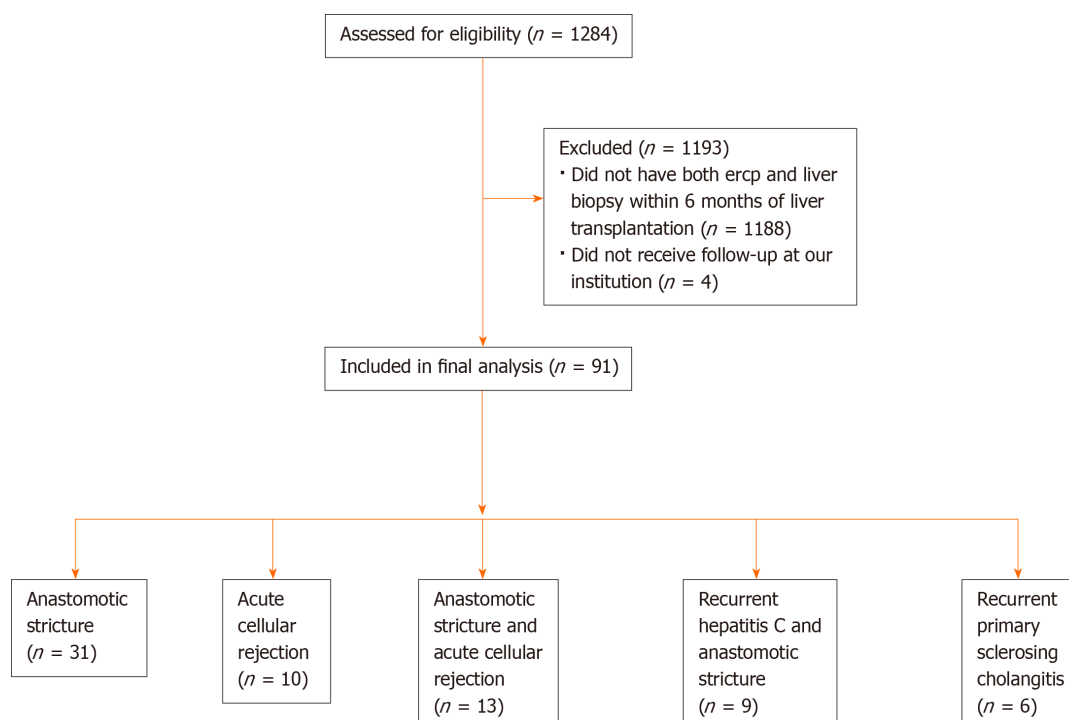 Assessed for eligibility (n = 1284)
Excluded (n = 1193)
· Did not have both ercp and liver
biopsy within 6 months of liver
transplantation (n = 1188)
· Did not receive follow-up at our
institution (n = 4)
Included in final analysis (n = 91)
Anastomotic
stricture
(n = 31)
Acute
cellular
rejection
(n = 10)
Anastomotic
stricture and
acute cellular
rejection
(n = 13)
Recurrent
hepatitis C and
anastomotic
stricture
(n = 9)
Recurrent
primary
sclerosing
cholangitis
(n = 6)